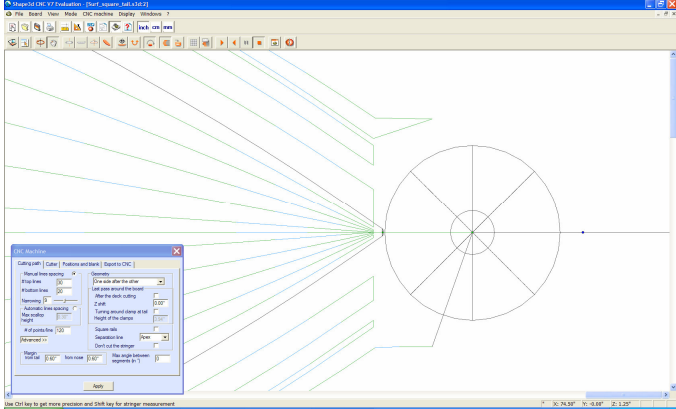 Shape3d CNC V7 Evaluation - [Surf_square_tail.s3d:2]
File Board View Mode CNC machine Display Windows ?
inch cm mm
CNC Machine
Cutting path Cutter Positions and blank Export to CNC
Manual lines spacing
# top lines 30
# bottom lines 20
Narrowing 0
Automatic lines spacing
Max scallop height
# of points/line 120
Advanced >>
Geometry
One side after the other
Last pass around the board
After the deck cutting
Z shift 0.00"
Turning around clamp at tail
Height of the clamps
Square rails
Separation line Apex
Don't cut the stringer
Margin
from tail 0.60" from nose 0.60"
Max angle between segments (in °) 0
Apply
Use Ctrl key to get more precision and Shift key for stringer measurement
X: 74.50" Y: -0.00" Z: 1.25"